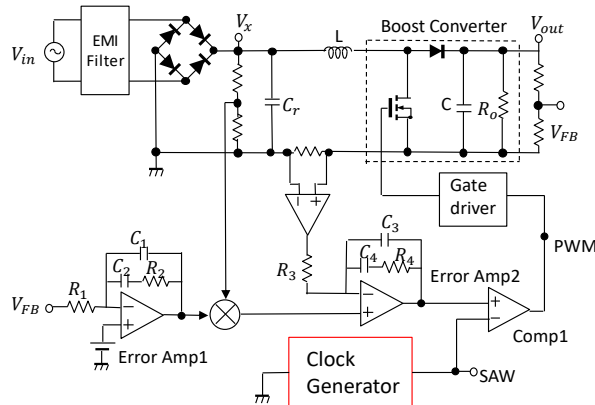 V_x
Boost Converter
V_out
L
EMI
Filter
V_in
C_r
C
R_o
V_FB
− +
Gate
driver
PWM
C_1
C_2
R_2
R_1
V_FB
−
+
Error Amp1
R_3
C_3
C_4
R_4
−
+
Error Amp2
+
−
Comp1
Clock
Generator
SAW